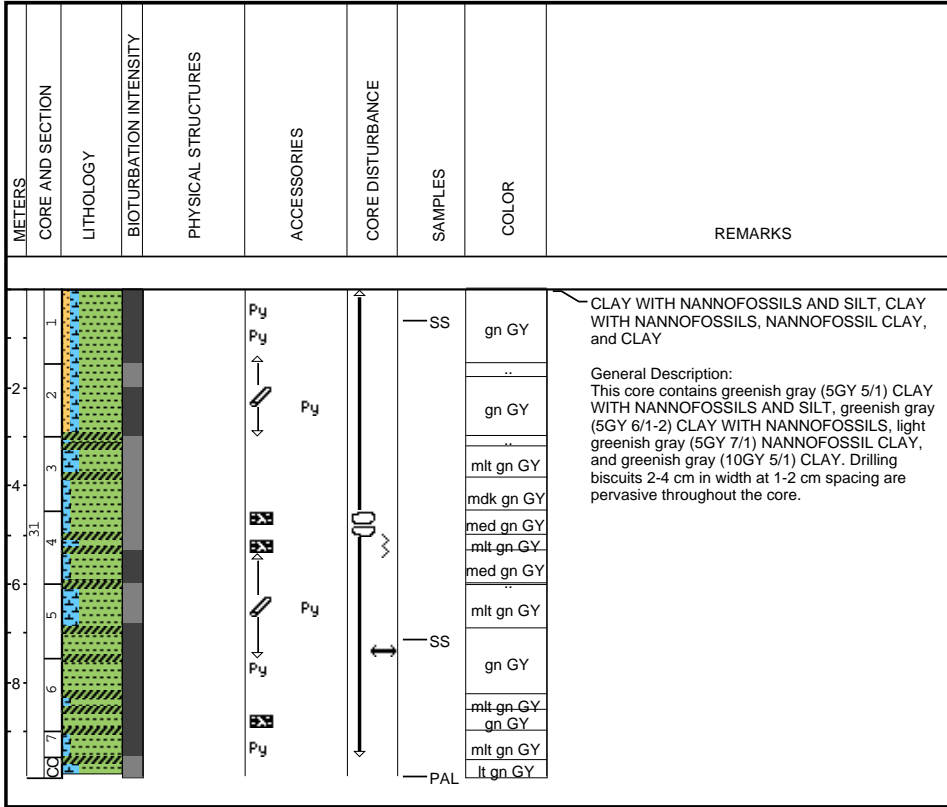 METERS
CORE AND SECTION
LITHOLOGY
BIOTURBATION INTENSITY
PHYSICAL STRUCTURES
ACCESSORIES
CORE DISTURBANCE
SAMPLES
COLOR
REMARKS
2
4
6
8
31
1
2
3
4
5
6
7
CC
Py
Py
Py
Py
Py
Py
SS
SS
PAL
gn GY
..
gn GY
..
mlt gn GY
mdk gn GY
med gn GY
mlt gn GY
med gn GY
..
mlt gn GY
gn GY
mlt gn GY
gn GY
mlt gn GY
lt gn GY
CLAY WITH NANNOFOSSILS AND SILT, CLAY
WITH NANNOFOSSILS, NANNOFOSSIL CLAY,
and CLAY
General Description:
This core contains greenish gray (5GY 5/1) CLAY
WITH NANNOFOSSILS AND SILT, greenish gray
(5GY 6/1-2) CLAY WITH NANNOFOSSILS, light
greenish gray (5GY 7/1) NANNOFOSSIL CLAY,
and greenish gray (10GY 5/1) CLAY. Drilling
biscuits 2-4 cm in width at 1-2 cm spacing are
pervasive throughout the core.